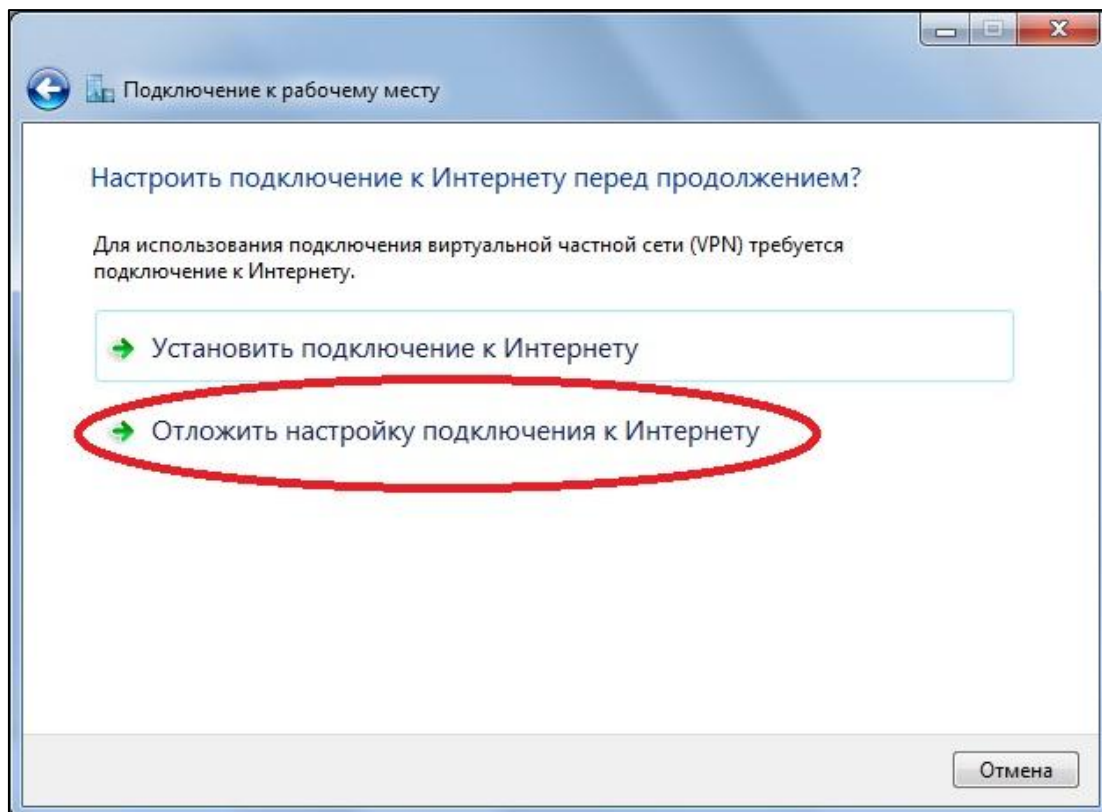 Подключение к рабочему месту
Настроить подключение к Интернету перед продолжением?
Для использования подключения виртуальной частной сети (VPN) требуется
подключение к Интернету.
Установить подключение к Интернету
Отложить настройку подключения к Интернету
Отмена